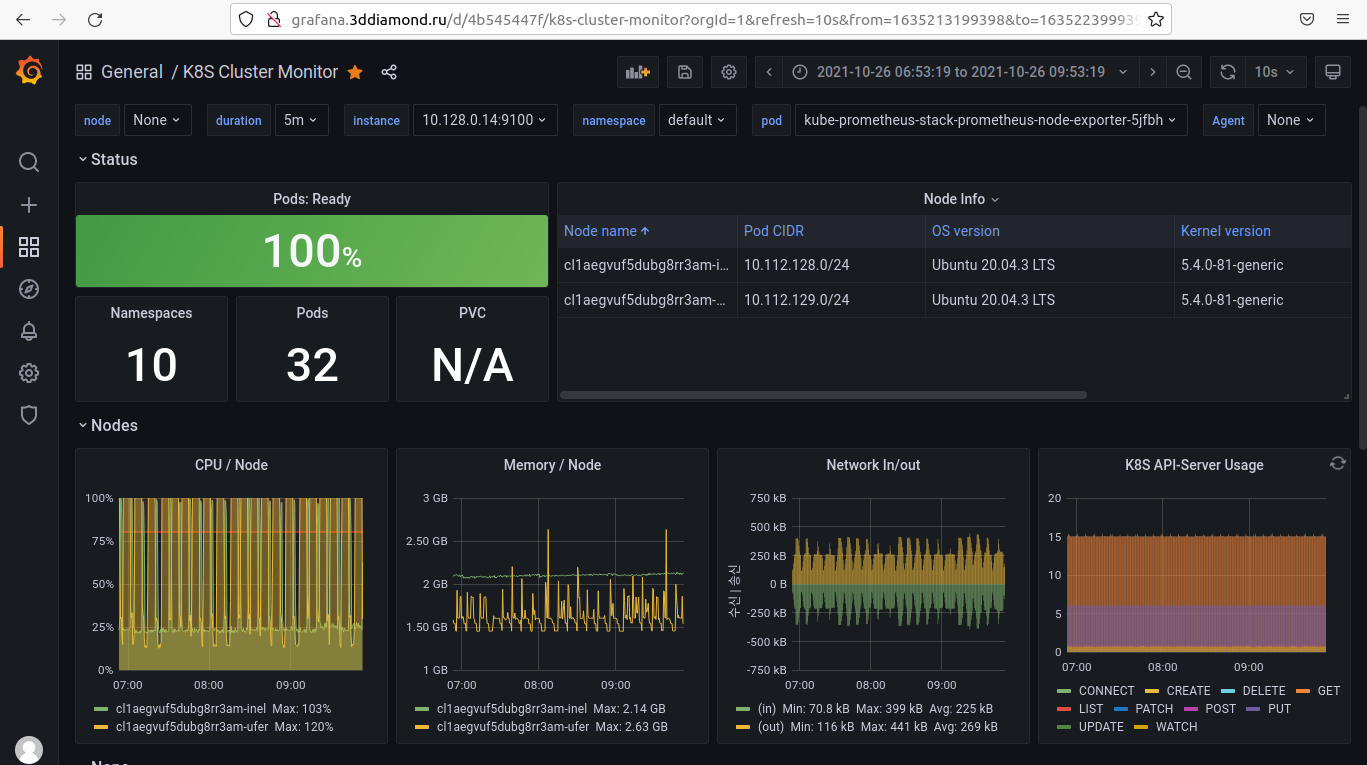 grafana.3ddiamond.ru/d/4b545447f/k8s-cluster-monitor?orgId=1&refresh=10s&from=1635213199398&to=163522399939
General / K8S Cluster Monitor
2021-10-26 06:53:19 to 2021-10-26 09:53:19
10s
node None duration 5m instance 10.128.0.14:9100 namespace default pod kube-prometheus-stack-prometheus-node-exporter-5jfbh Agent None
Status
Pods: Ready
100%
Namespaces
10
Pods
32
PVC
N/A
Node Info
Node name Pod CIDR OS version Kernel version
cl1aegvuf5dubg8rr3am-i... 10.112.128.0/24 Ubuntu 20.04.3 LTS 5.4.0-81-generic
cl1aegvuf5dubg8rr3am-... 10.112.129.0/24 Ubuntu 20.04.3 LTS 5.4.0-81-generic
Nodes
CPU / Node
100%
75%
50%
25%
0%
07:00 08:00 09:00
cl1aegvuf5dubg8rr3am-inel Max: 103%
cl1aegvuf5dubg8rr3am-ufer Max: 120%
Memory / Node
3 GB
2.50 GB
2 GB
1.50 GB
1 GB
07:00 08:00 09:00
cl1aegvuf5dubg8rr3am-inel Max: 2.14 GB
cl1aegvuf5dubg8rr3am-ufer Max: 2.63 GB
Network In/out
수신 | 송신
750 kB
500 kB
250 kB
0 B
-250 kB
-500 kB
-750 kB
07:00 08:00 09:00
(in) Min: 70.8 kB Max: 399 kB Avg: 225 kB
(out) Min: 116 kB Max: 441 kB Avg: 269 kB
K8S API-Server Usage
20
15
10
5
0
07:00 08:00 09:00
CONNECT CREATE DELETE GET
LIST PATCH POST PUT
UPDATE WATCH